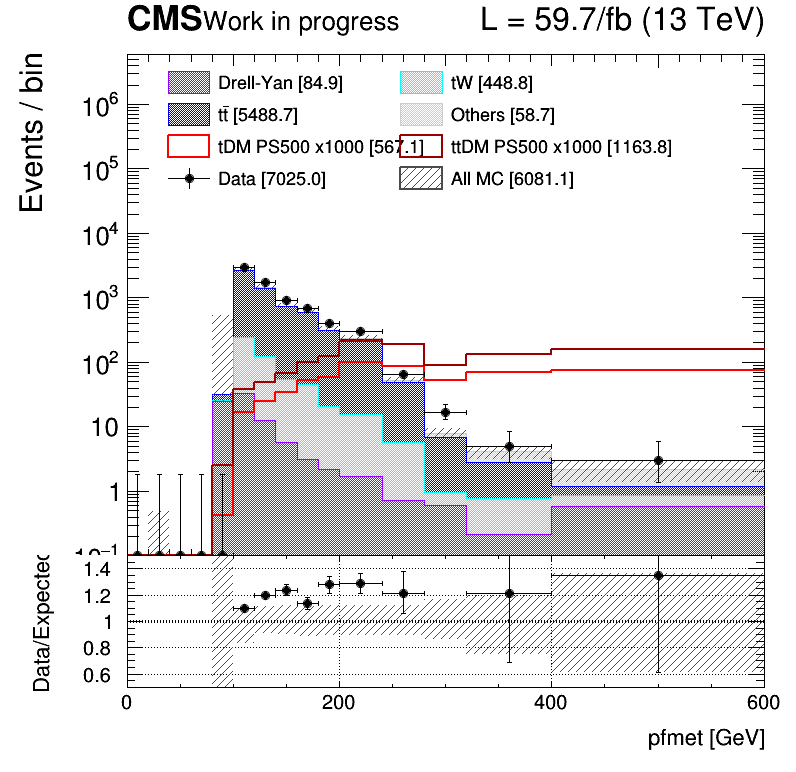 CMS Work in progress L = 59.7/fb (13 TeV)
Events / bin
Drell-Yan [84.9] tW [448.8]
tt̄ [5488.7] Others [58.7]
tDM PS500 x1000 [567.1] ttDM PS500 x1000 [1163.8]
Data [7025.0] All MC [6081.1]
10⁶
10⁵
10⁴
10³
10²
10
1
10⁻¹
Data/Expected
1.4
1.2
1
0.8
0.6
0 200 400 600
pfmet [GeV]